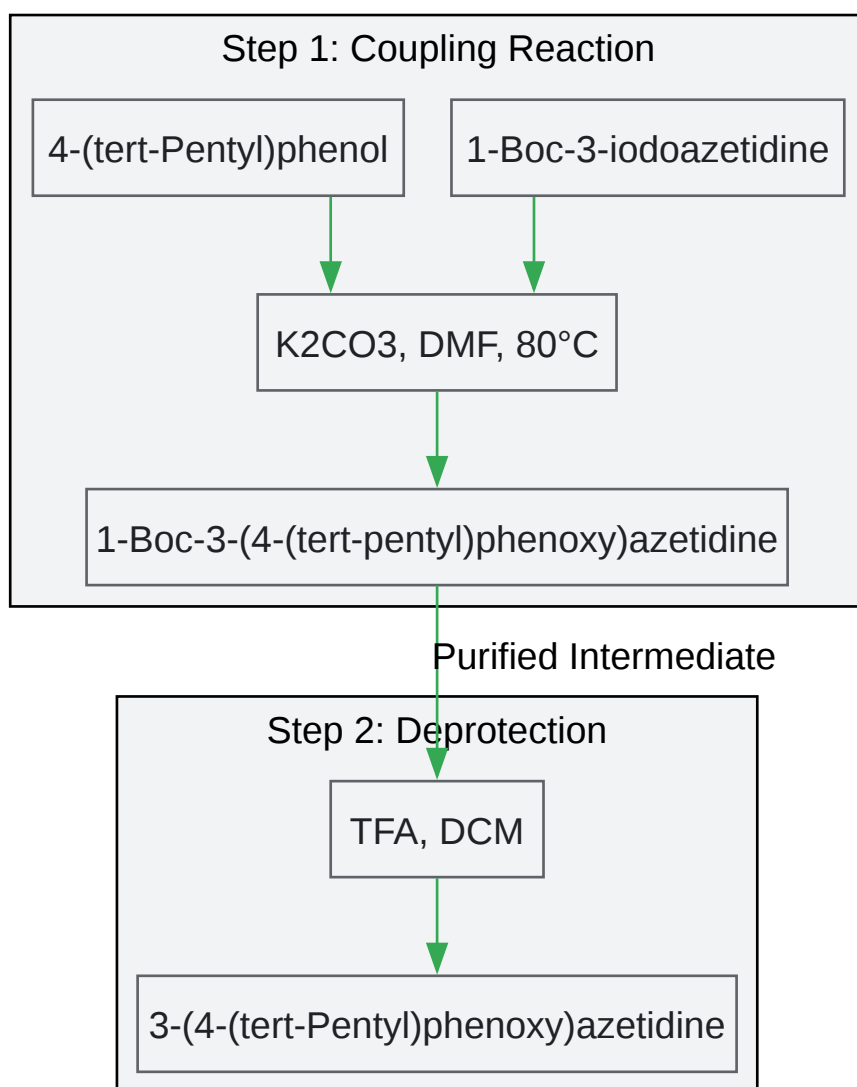 Step 1: Coupling Reaction
4-(tert-Pentyl)phenol
1-Boc-3-iodoazetidine
K2CO3, DMF, 80°C
1-Boc-3-(4-(tert-pentyl)phenoxy)azetidine
Purified Intermediate
Step 2: Deprotection
TFA, DCM
3-(4-(tert-Pentyl)phenoxy)azetidine